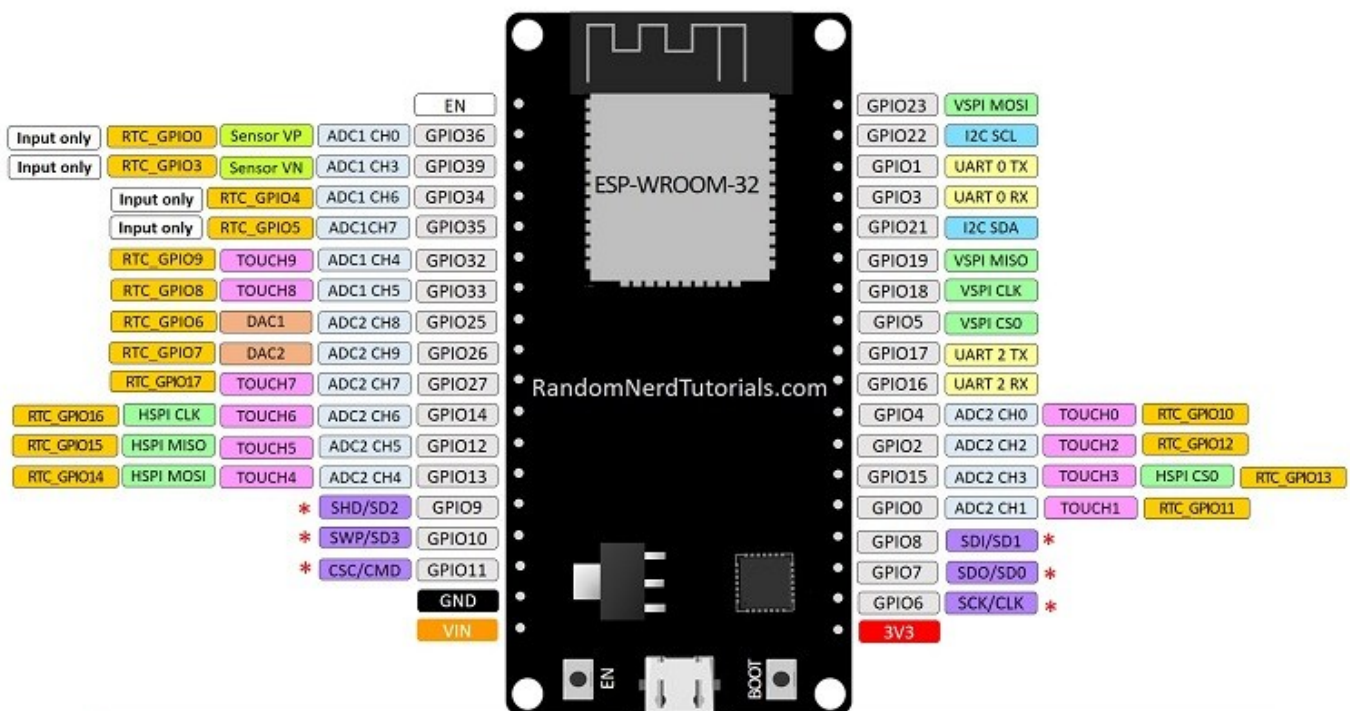 EN GPIO23 VSPI MOSI
Input only RTC_GPIO0 Sensor VP ADC1 CH0 GPIO36 GPIO22 I2C SCL
Input only RTC_GPIO3 Sensor VN ADC1 CH3 GPIO39 GPIO1 UART 0 TX
Input only RTC_GPIO4 ADC1 CH6 GPIO34 ESP-WROOM-32 GPIO3 UART 0 RX
Input only RTC_GPIO5 ADC1CH7 GPIO35 GPIO21 I2C SDA
RTC_GPIO9 TOUCH9 ADC1 CH4 GPIO32 GPIO19 VSPI MISO
RTC_GPIO8 TOUCH8 ADC1 CH5 GPIO33 GPIO18 VSPI CLK
RTC_GPIO6 DAC1 ADC2 CH8 GPIO25 GPIO5 VSPI CS0
RTC_GPIO7 DAC2 ADC2 CH9 GPIO26 GPIO17 UART 2 TX
RTC_GPIO17 TOUCH7 ADC2 CH7 GPIO27 RandomNerdTutorials.com GPIO16 UART 2 RX
RTC_GPIO16 HSPI CLK TOUCH6 ADC2 CH6 GPIO14 GPIO4 ADC2 CH0 TOUCH0 RTC_GPIO10
RTC_GPIO15 HSPI MISO TOUCH5 ADC2 CH5 GPIO12 GPIO2 ADC2 CH2 TOUCH2 RTC_GPIO12
RTC_GPIO14 HSPI MOSI TOUCH4 ADC2 CH4 GPIO13 GPIO15 ADC2 CH3 TOUCH3 HSPI CS0 RTC_GPIO13
* SHD/SD2 GPIO9 GPIO0 ADC2 CH1 TOUCH1 RTC_GPIO11
* SWP/SD3 GPIO10 GPIO8 SDI/SD1 *
* CSC/CMD GPIO11 GPIO7 SDO/SD0 *
GND GPIO6 SCK/CLK *
VIN 3V3
EN BOOT